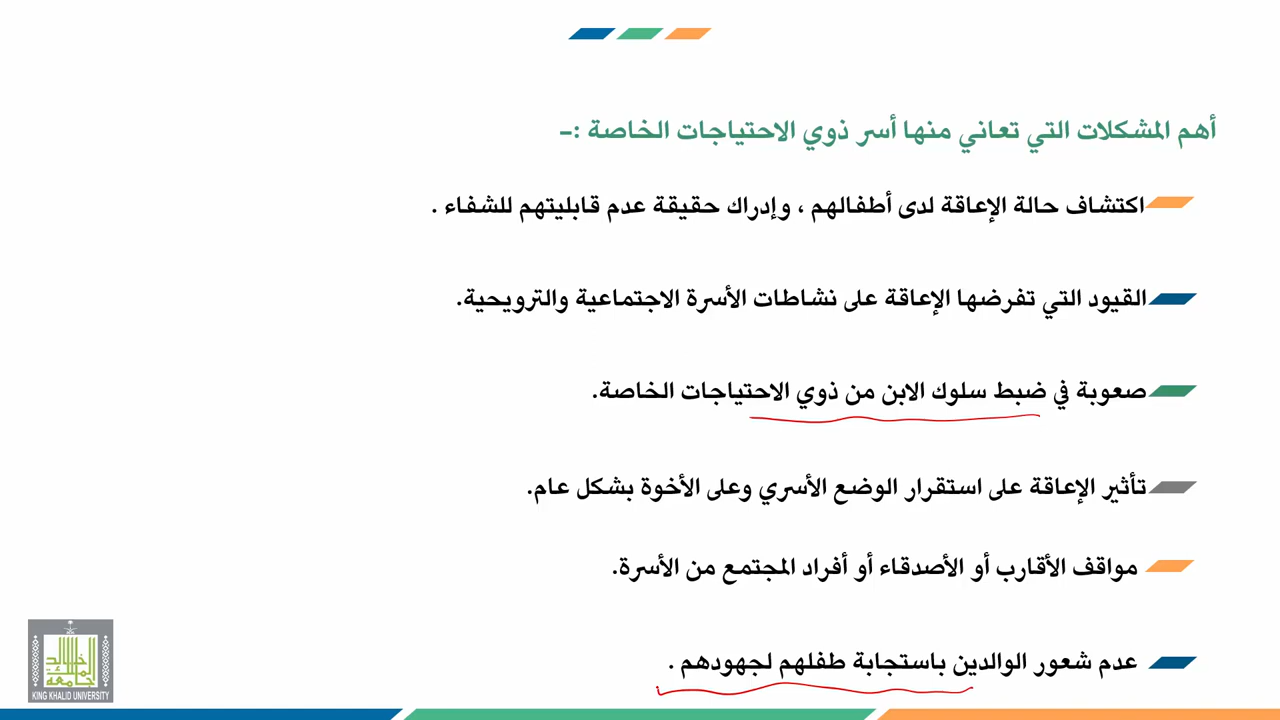 أهم المشكلات التي تعاني منها أسر ذوي الاحتياجات الخاصة :-
اكتشاف حالة الإعاقة لدى أطفالهم ، وإدراك حقيقة عدم قابليتهم للشفاء .
القيود التي تفرضها الإعاقة على نشاطات الأسرة الاجتماعية والترويحية.
صعوبة في ضبط سلوك الابن من ذوي الاحتياجات الخاصة.
تأثير الإعاقة على استقرار الوضع الأسري وعلى الأخوة بشكل عام.
مواقف الأقارب أو الأصدقاء أو أفراد المجتمع من الأسرة.
عدم شعور الوالدين باستجابة طفلهم لجهودهم .
جامعة الملك خالد
KING KHALID UNIVERSITY